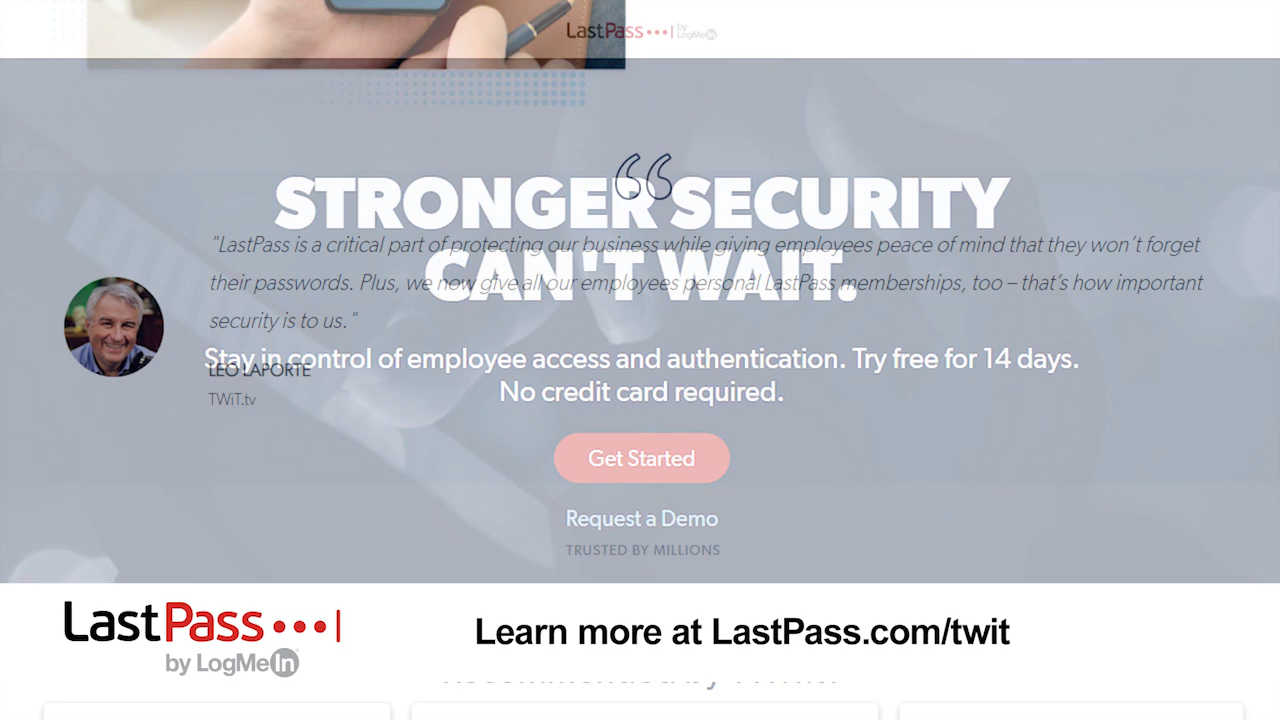 LastPass by LogMeIn
STRONGER SECURITY
"LastPass is a critical part of protecting our business while giving employees peace of mind that they won't forget
CAN'T WAIT.
their passwords. Plus, we now give all our employees personal LastPass memberships, too – that's how important
security is to us."
Stay in control of employee access and authentication. Try free for 14 days.
LEO LAPORTE
No credit card required.
TWiT.tv
Get Started
Request a Demo
TRUSTED BY MILLIONS
LastPass
by LogMeIn
Learn more at LastPass.com/twit